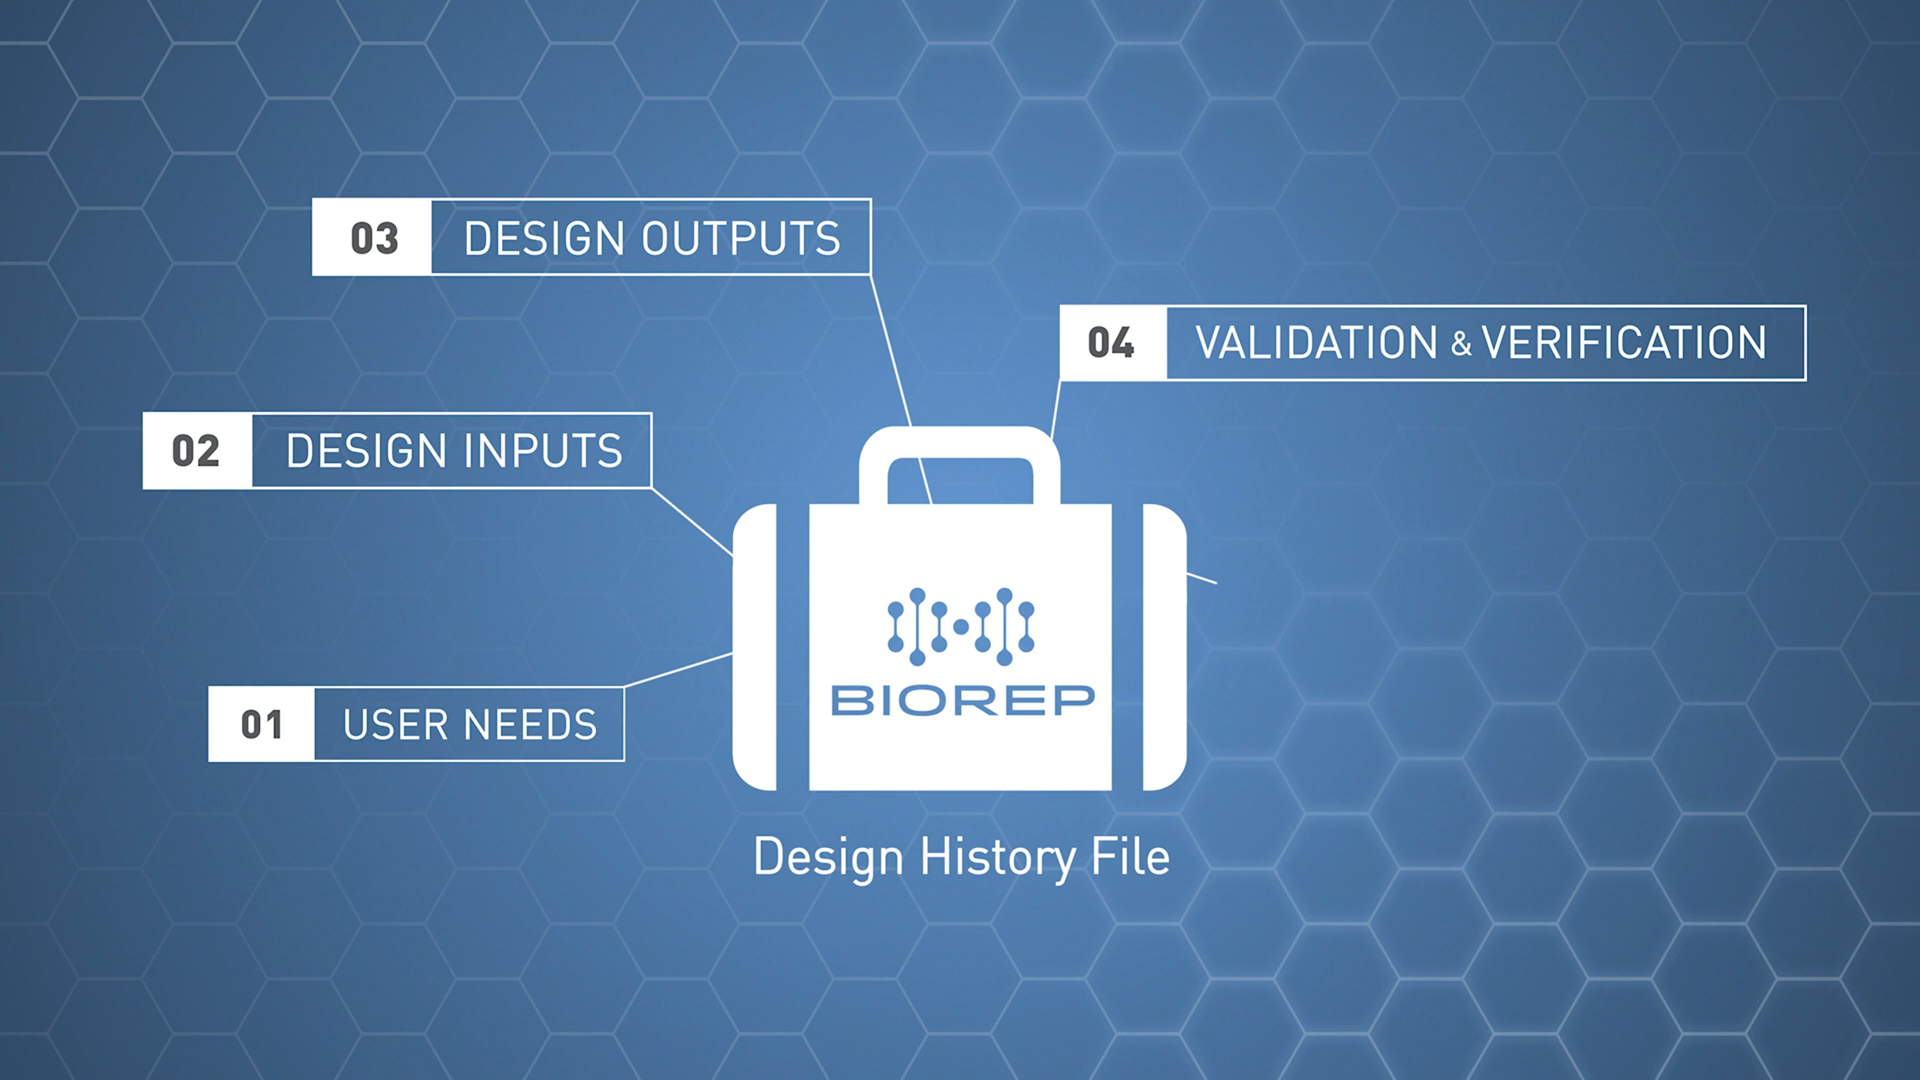 03 DESIGN OUTPUTS
04 VALIDATION & VERIFICATION
02 DESIGN INPUTS
01 USER NEEDS
BIOREP
Design History File